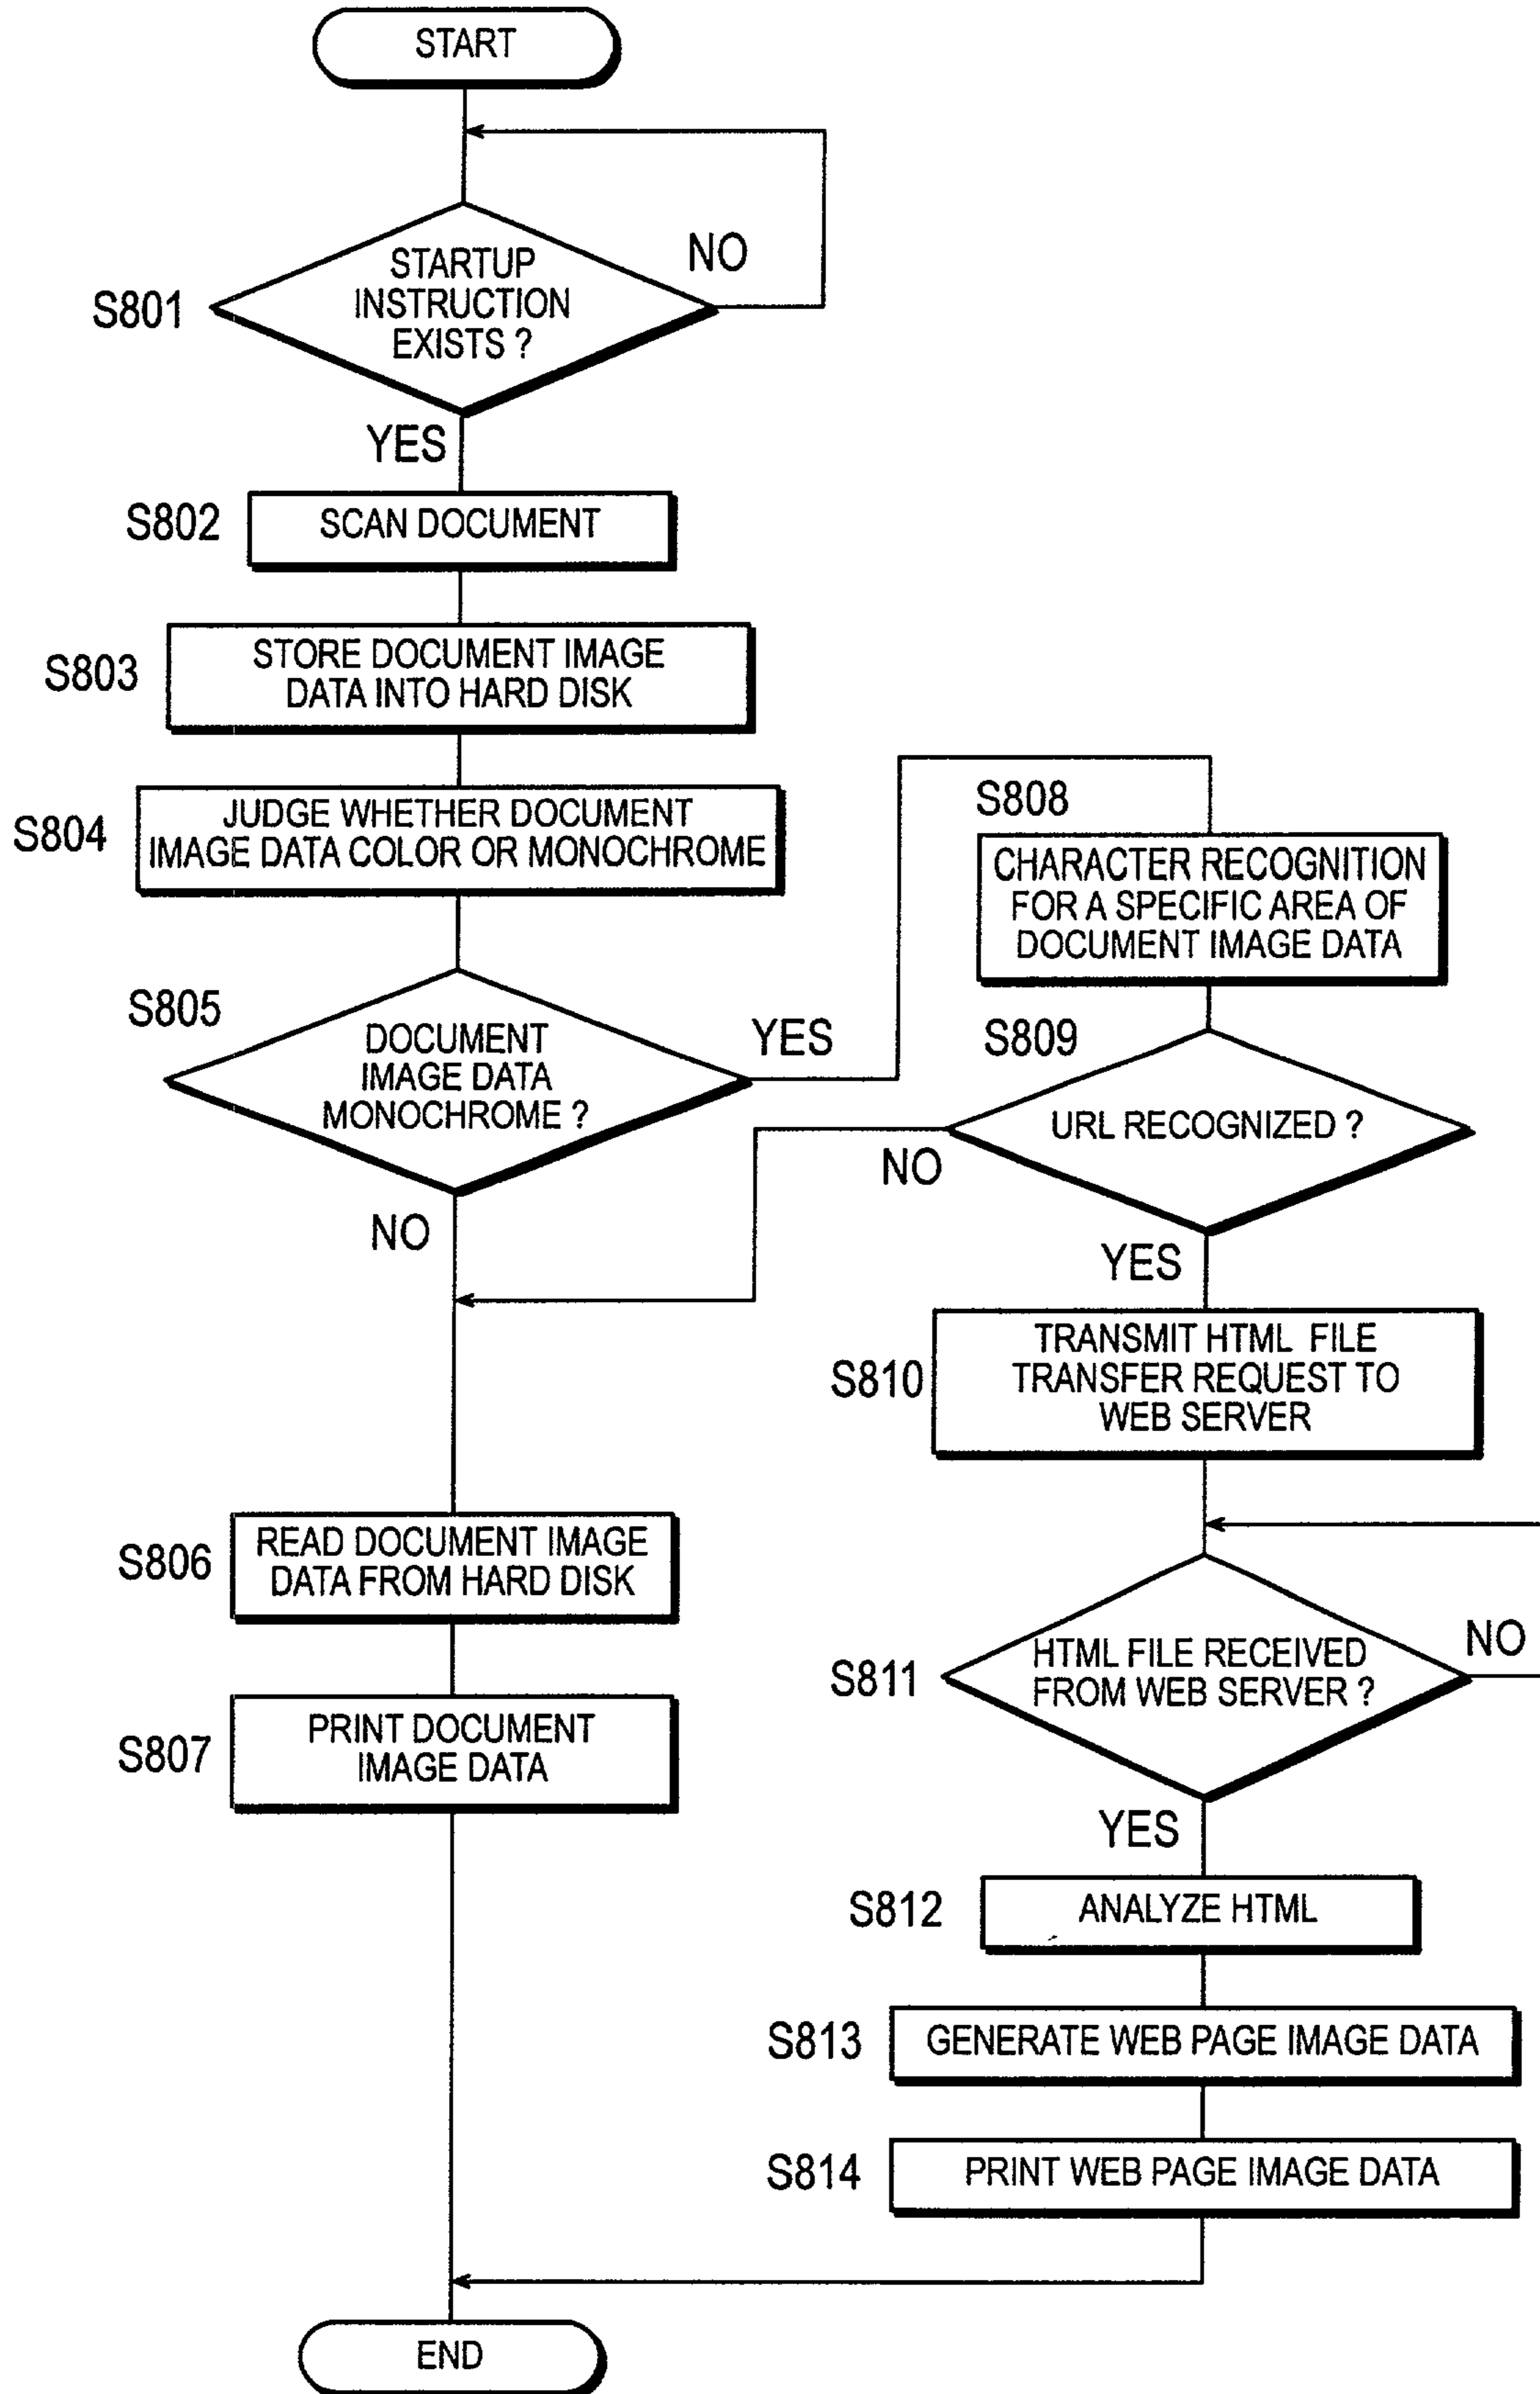 START
NO
S801
STARTUP
INSTRUCTION
EXISTS ?
YES
S802
SCAN DOCUMENT
S803
STORE DOCUMENT IMAGE
DATA INTO HARD DISK
S804
JUDGE WHETHER DOCUMENT
IMAGE DATA COLOR OR MONOCHROME
S805
DOCUMENT
IMAGE DATA
MONOCHROME ?
YES
NO
S806
READ DOCUMENT IMAGE
DATA FROM HARD DISK
S807
PRINT DOCUMENT
IMAGE DATA
S808
CHARACTER RECOGNITION
FOR A SPECIFIC AREA OF
DOCUMENT IMAGE DATA
S809
URL RECOGNIZED ?
NO
YES
S810
TRANSMIT HTML FILE
TRANSFER REQUEST TO
WEB SERVER
S811
HTML FILE RECEIVED
FROM WEB SERVER ?
NO
YES
S812
ANALYZE HTML
S813
GENERATE WEB PAGE IMAGE DATA
S814
PRINT WEB PAGE IMAGE DATA
END